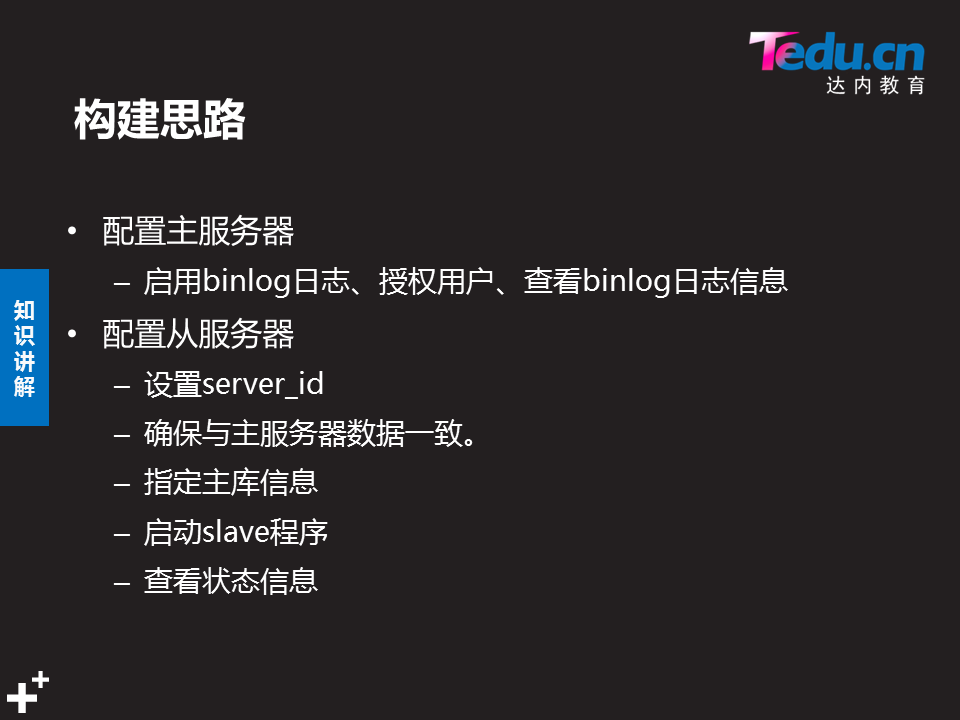 Tedu.cn
达内教育
构建思路
• 配置主服务器
– 启用binlog日志、授权用户、查看binlog日志信息
• 配置从服务器
– 设置server_id
– 确保与主服务器数据一致。
– 指定主库信息
– 启动slave程序
– 查看状态信息
知识讲解